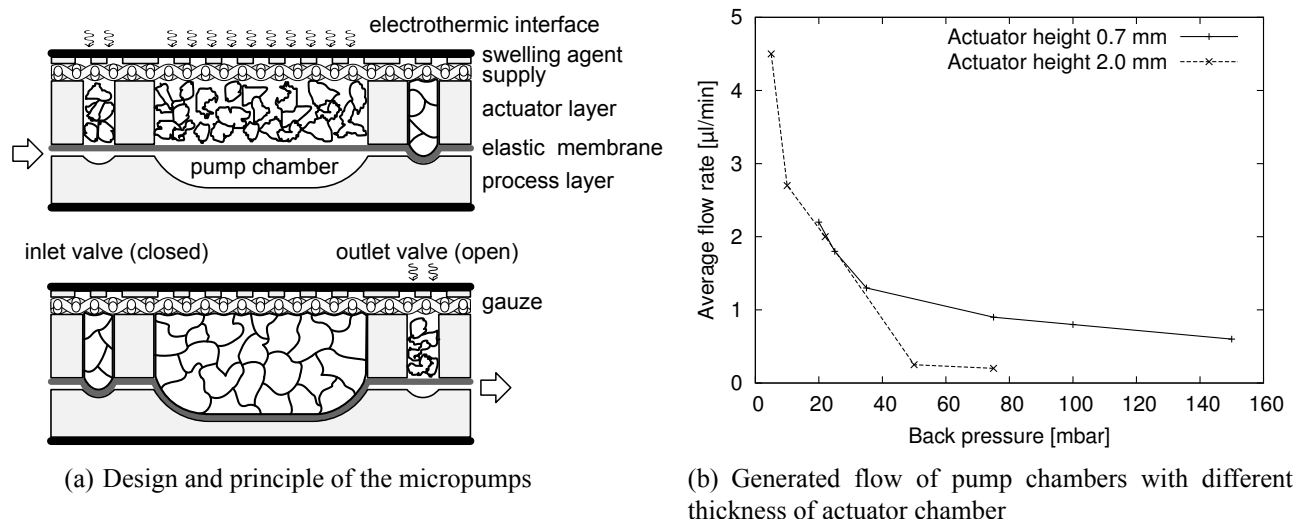 electrothermic interface
swelling agent
supply
actuator layer
elastic membrane
pump chamber
process layer
inlet valve (closed)
outlet valve (open)
gauze
(a) Design and principle of the micropumps
Actuator height 0.7 mm
Actuator height 2.0 mm
Average flow rate [µl/min]
5
4
3
2
1
0
0 20 40 60 80 100 120 140 160
Back pressure [mbar]
(b) Generated flow of pump chambers with different
thickness of actuator chamber